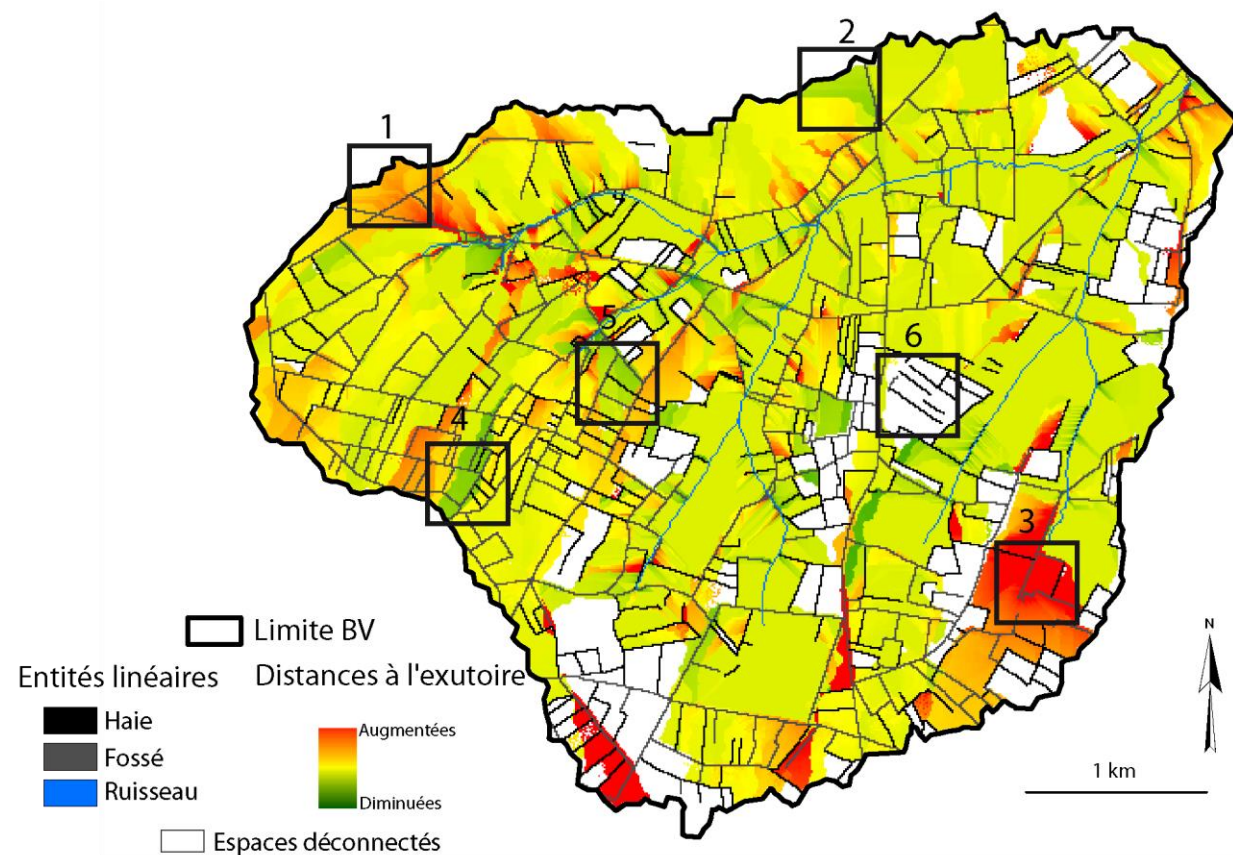 2
1
5
6
4
3
Limite BV
Entités linéaires
Distances à l'exutoire
Haie
Fossé
Ruisseau
Augmentées
Diminuées
Espaces déconnectés
N
1 km